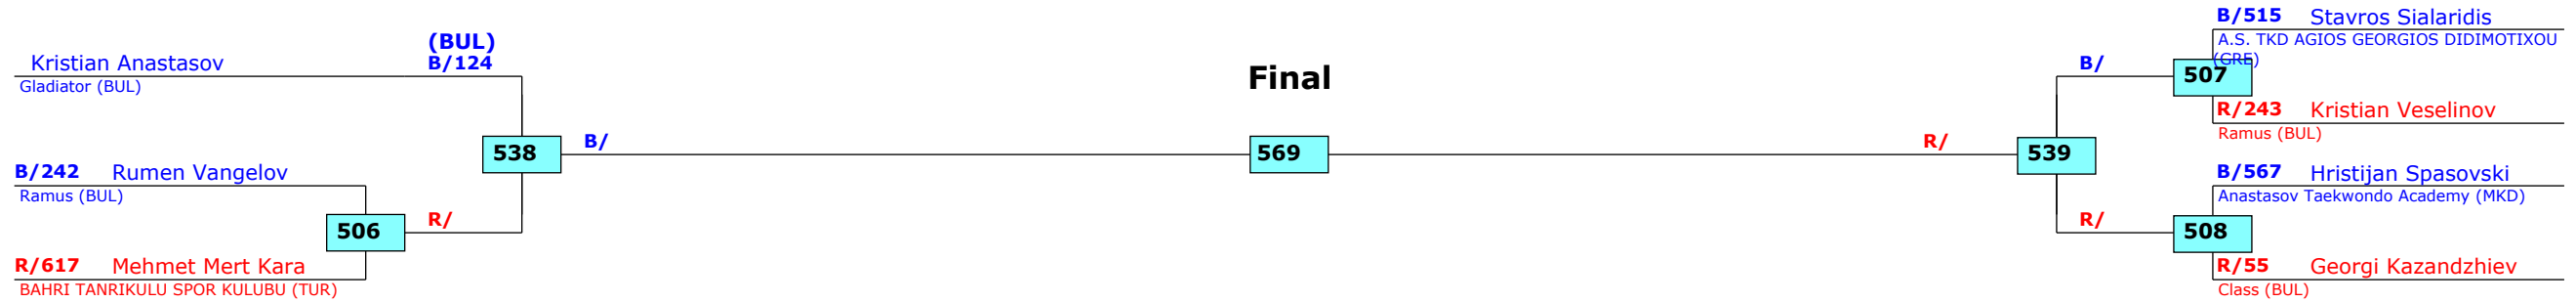 Kristian Anastasov
(BUL)
B/124
Gladiator (BUL)
B/242 Rumen Vangelov
Ramus (BUL)
R/617 Mehmet Mert Kara
BAHRI TANRIKULU SPOR KULUBU (TUR)
506
R/
538
B/
Final
569
R/
539
B/
R/
507
508
B/515 Stavros Sialaridis
A.S. TKD AGIOS GEORGIOS DIDIMOTIXOU
(GRE)
R/243 Kristian Veselinov
Ramus (BUL)
B/567 Hristijan Spasovski
Anastasov Taekwondo Academy (MKD)
R/55 Georgi Kazandzhiev
Class (BUL)